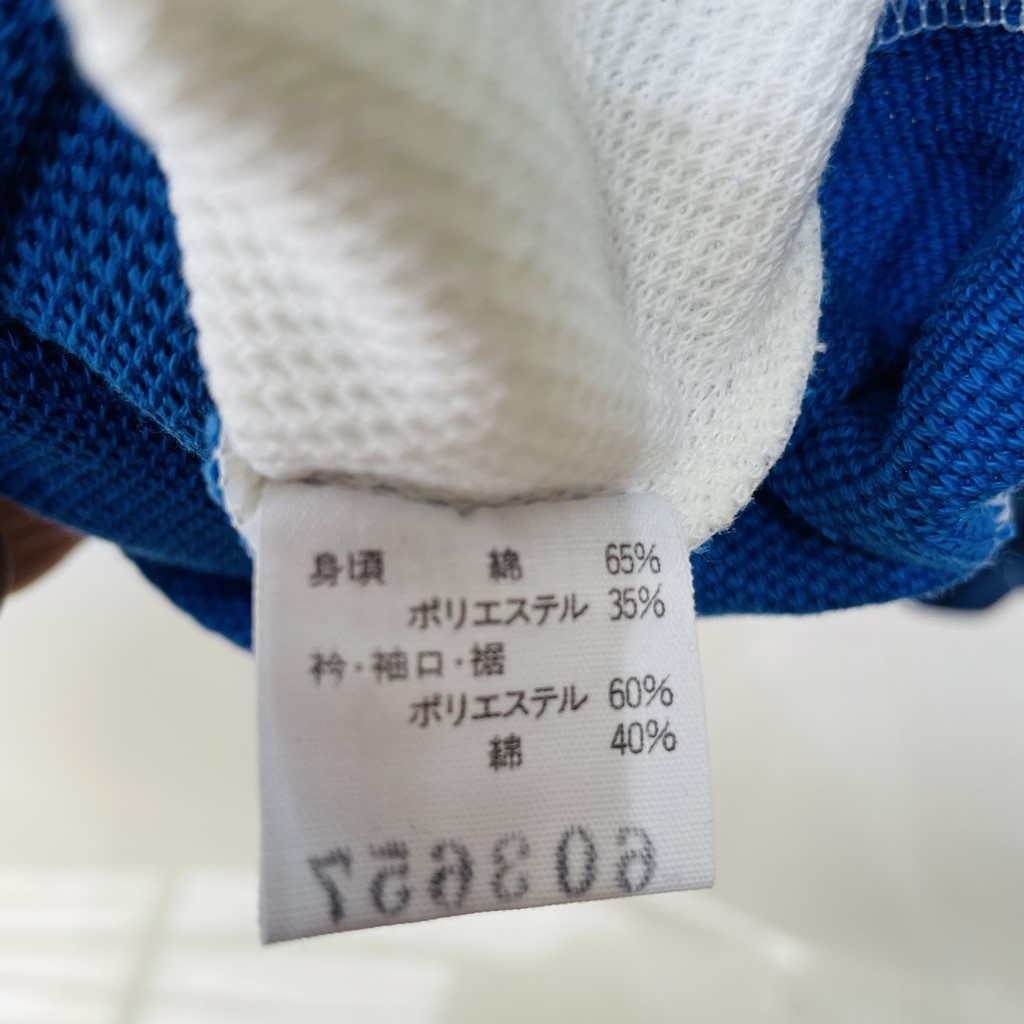 身頃 綿 65%
ポリエステル 35%
衿・袖口・裾
ポリエステル 60%
綿 40%